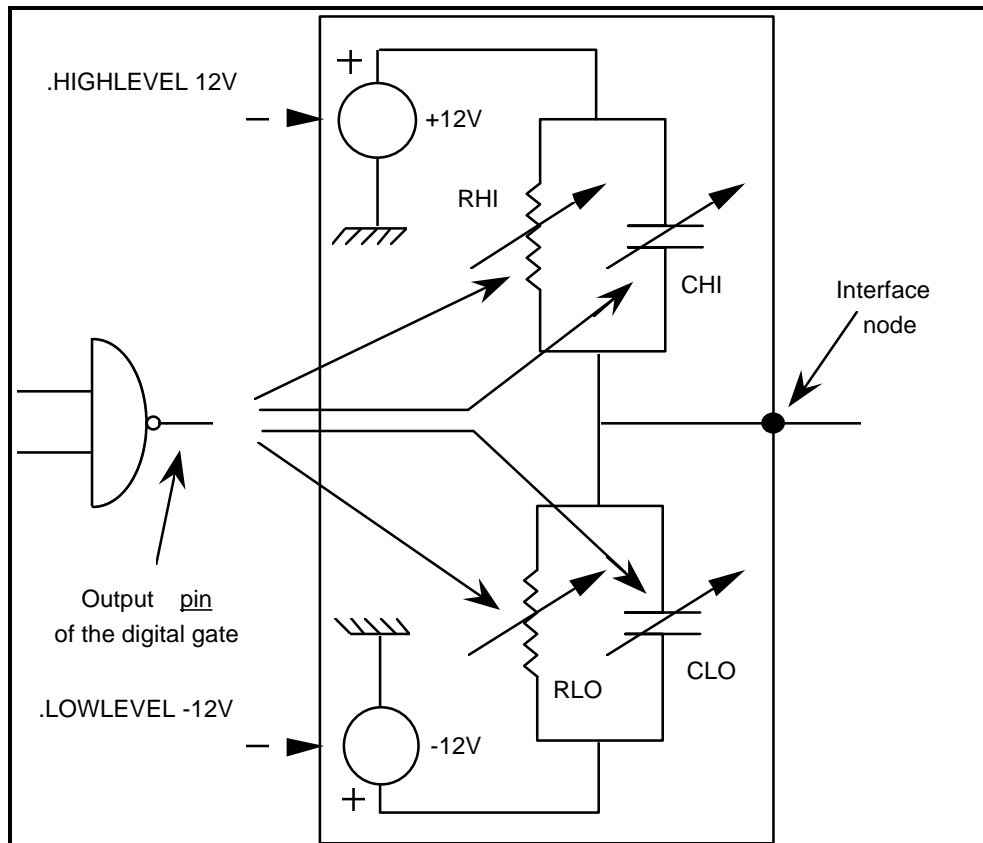 +
.HIGHLEVEL 12V
+12V
RHI
CHI
Interface
node
Output pin
of the digital gate
CLO
RLO
.LOWLEVEL -12V
-12V
+